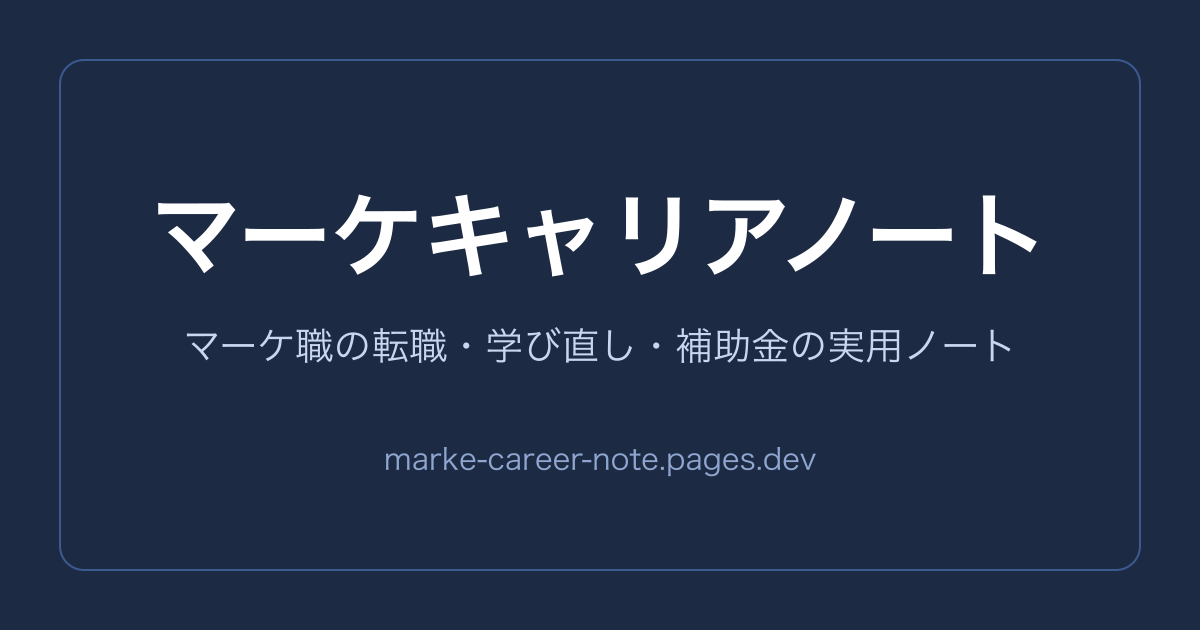 マーケキャリアノート
マーケ職の転職・学び直し・補助金の実用ノート
marke-career-note.pages.dev